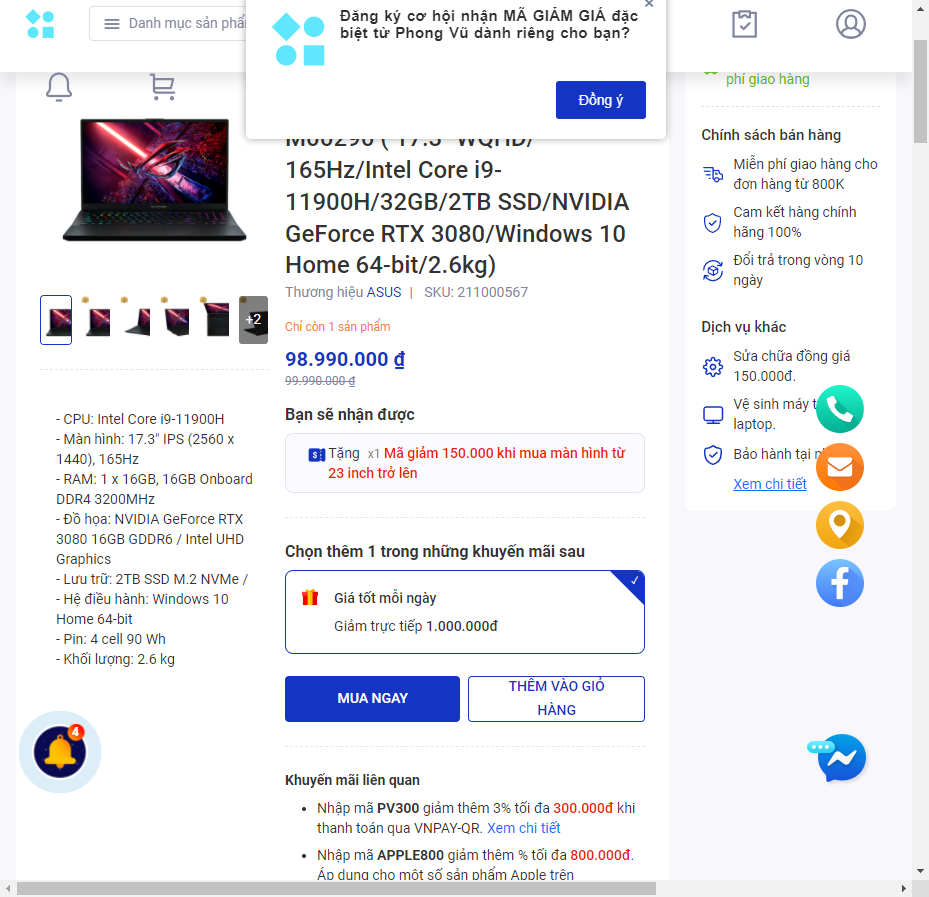 Danh mục sản phẩ
Đăng ký cơ hội nhận MÃ GIẢM GIÁ đặc
biệt từ Phong Vũ dành riêng cho bạn?
Đồng ý
+2
- CPU: Intel Core i9-11900H
- Màn hình: 17.3" IPS (2560 x
1440), 165Hz
- RAM: 1 x 16GB, 16GB Onboard
DDR4 3200MHz
- Đồ họa: NVIDIA GeForce RTX
3080 16GB GDDR6 / Intel UHD
Graphics
- Lưu trữ: 2TB SSD M.2 NVMe /
- Hệ điều hành: Windows 10
Home 64-bit
- Pin: 4 cell 90 Wh
- Khối lượng: 2.6 kg
4
( 17.3" WQHD/
165Hz/Intel Core i9-
11900H/32GB/2TB SSD/NVIDIA
GeForce RTX 3080/Windows 10
Home 64-bit/2.6kg)
Thương hiệu ASUS | SKU: 211000567
Chỉ còn 1 sản phẩm
98.990.000 ₫
99.990.000 ₫
Bạn sẽ nhận được
Tặng x1 Mã giảm 150.000 khi mua màn hình từ
23 inch trở lên
Chọn thêm 1 trong những khuyến mãi sau
Giá tốt mỗi ngày
Giảm trực tiếp 1.000.000đ
MUA NGAY
THÊM VÀO GIỎ
HÀNG
Khuyến mãi liên quan
• Nhập mã PV300 giảm thêm 3% tối đa 300.000đ khi
thanh toán qua VNPAY-QR. Xem chi tiết
• Nhập mã APPLE800 giảm thêm % tối đa 800.000đ.
Áp dụng cho một số sản phẩm Apple trên
phí giao hàng
Chính sách bán hàng
Miễn phí giao hàng cho
đơn hàng từ 800K
Cam kết hàng chính
hãng 100%
Đổi trả trong vòng 10
ngày
Dịch vụ khác
Sửa chữa đồng giá
150.000đ.
Vệ sinh máy t
laptop.
Bảo hành tại n
Xem chi tiết